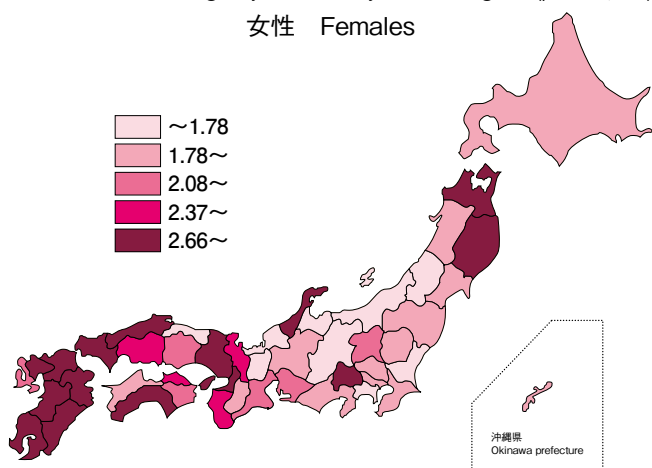 女性 Females
～1.78
1.78～
2.08～
2.37～
2.66～
沖縄県
Okinawa prefecture